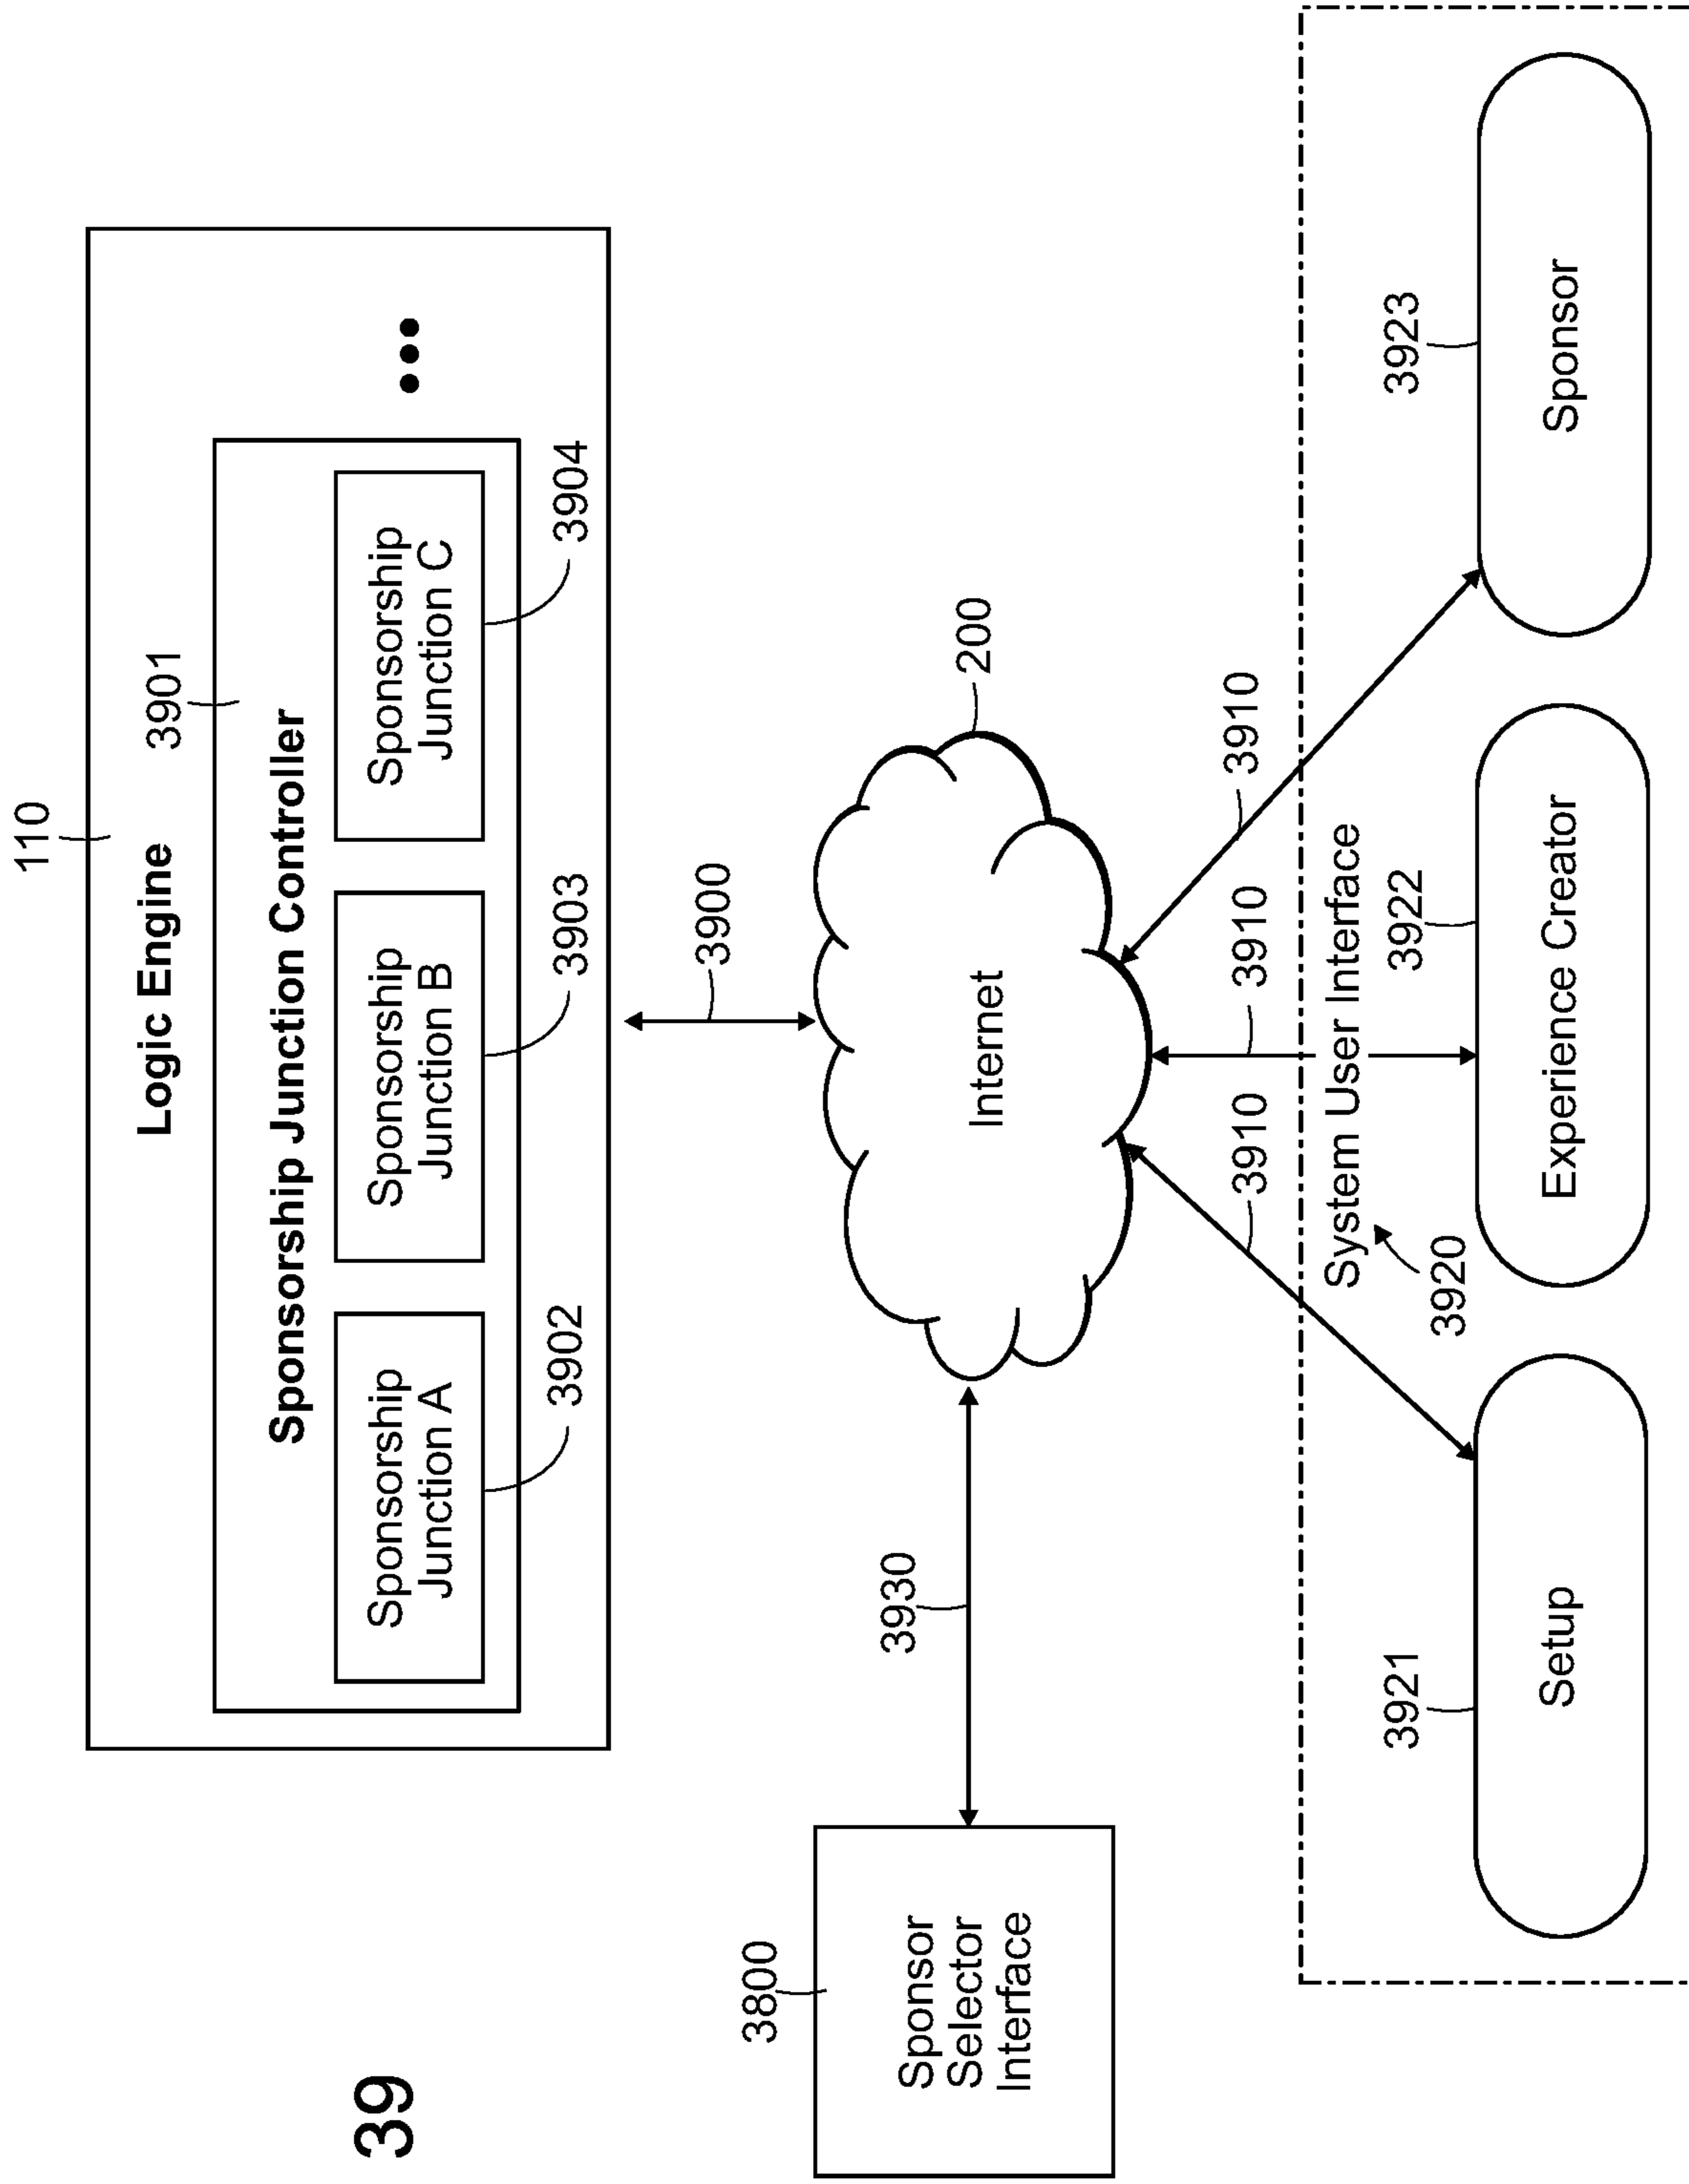 39
110
Logic Engine
3901
Sponsorship Junction Controller
Sponsorship
Junction A
Sponsorship
Junction B
Sponsorship
Junction C
3902
3903
3904
3900
3800
Sponsor
Selector
Interface
3930
Internet
200
3910
3910
3910
System User Interface
3920
3921
3922
3923
Setup
Experience Creator
Sponsor